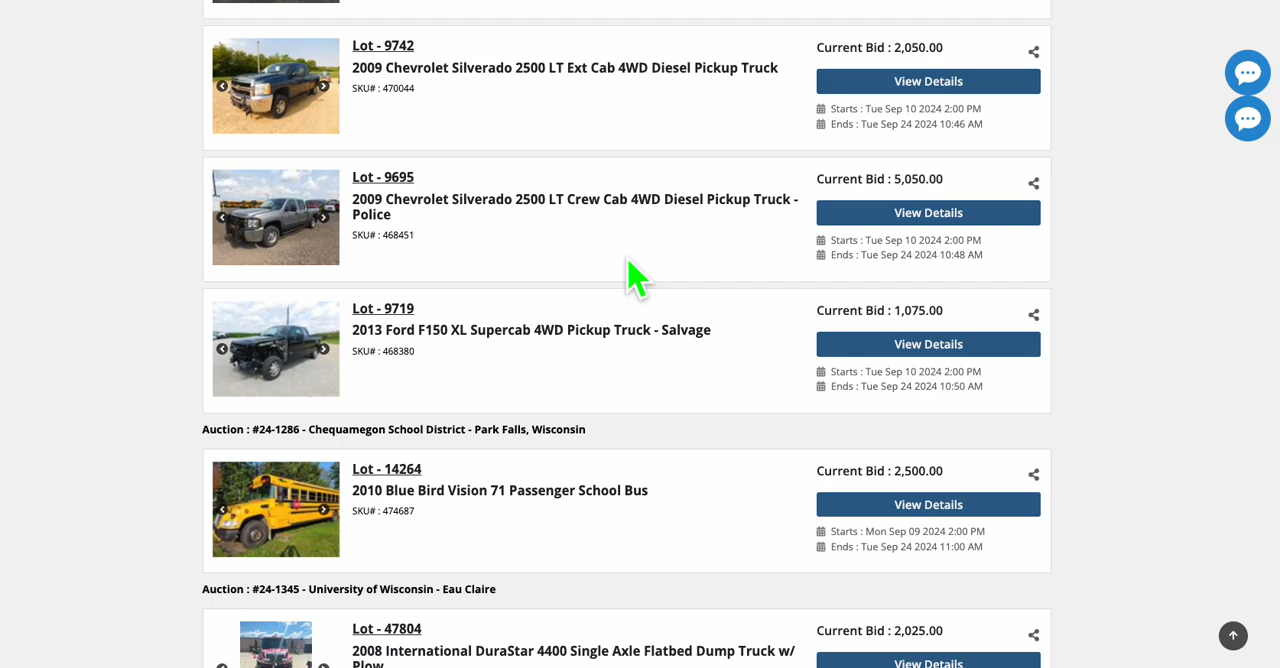 Lot - 9742
Current Bid : 2,050.00
2009 Chevrolet Silverado 2500 LT Ext Cab 4WD Diesel Pickup Truck
View Details
SKU# : 470044
Starts : Tue Sep 10 2024 2:00 PM
Ends : Tue Sep 24 2024 10:46 AM
Lot - 9695
Current Bid : 5,050.00
2009 Chevrolet Silverado 2500 LT Crew Cab 4WD Diesel Pickup Truck -
Police
View Details
SKU# : 468451
Starts : Tue Sep 10 2024 2:00 PM
Ends : Tue Sep 24 2024 10:48 AM
Lot - 9719
Current Bid : 1,075.00
2013 Ford F150 XL Supercab 4WD Pickup Truck - Salvage
View Details
SKU# : 468380
Starts : Tue Sep 10 2024 2:00 PM
Ends : Tue Sep 24 2024 10:50 AM
Auction : #24-1286 - Chequamegon School District - Park Falls, Wisconsin
Lot - 14264
Current Bid : 2,500.00
2010 Blue Bird Vision 71 Passenger School Bus
View Details
SKU# : 474687
Starts : Mon Sep 09 2024 2:00 PM
Ends : Tue Sep 24 2024 11:00 AM
Auction : #24-1345 - University of Wisconsin - Eau Claire
Lot - 47804
Current Bid : 2,025.00
2008 International DuraStar 4400 Single Axle Flatbed Dump Truck w/
Plow
View Details